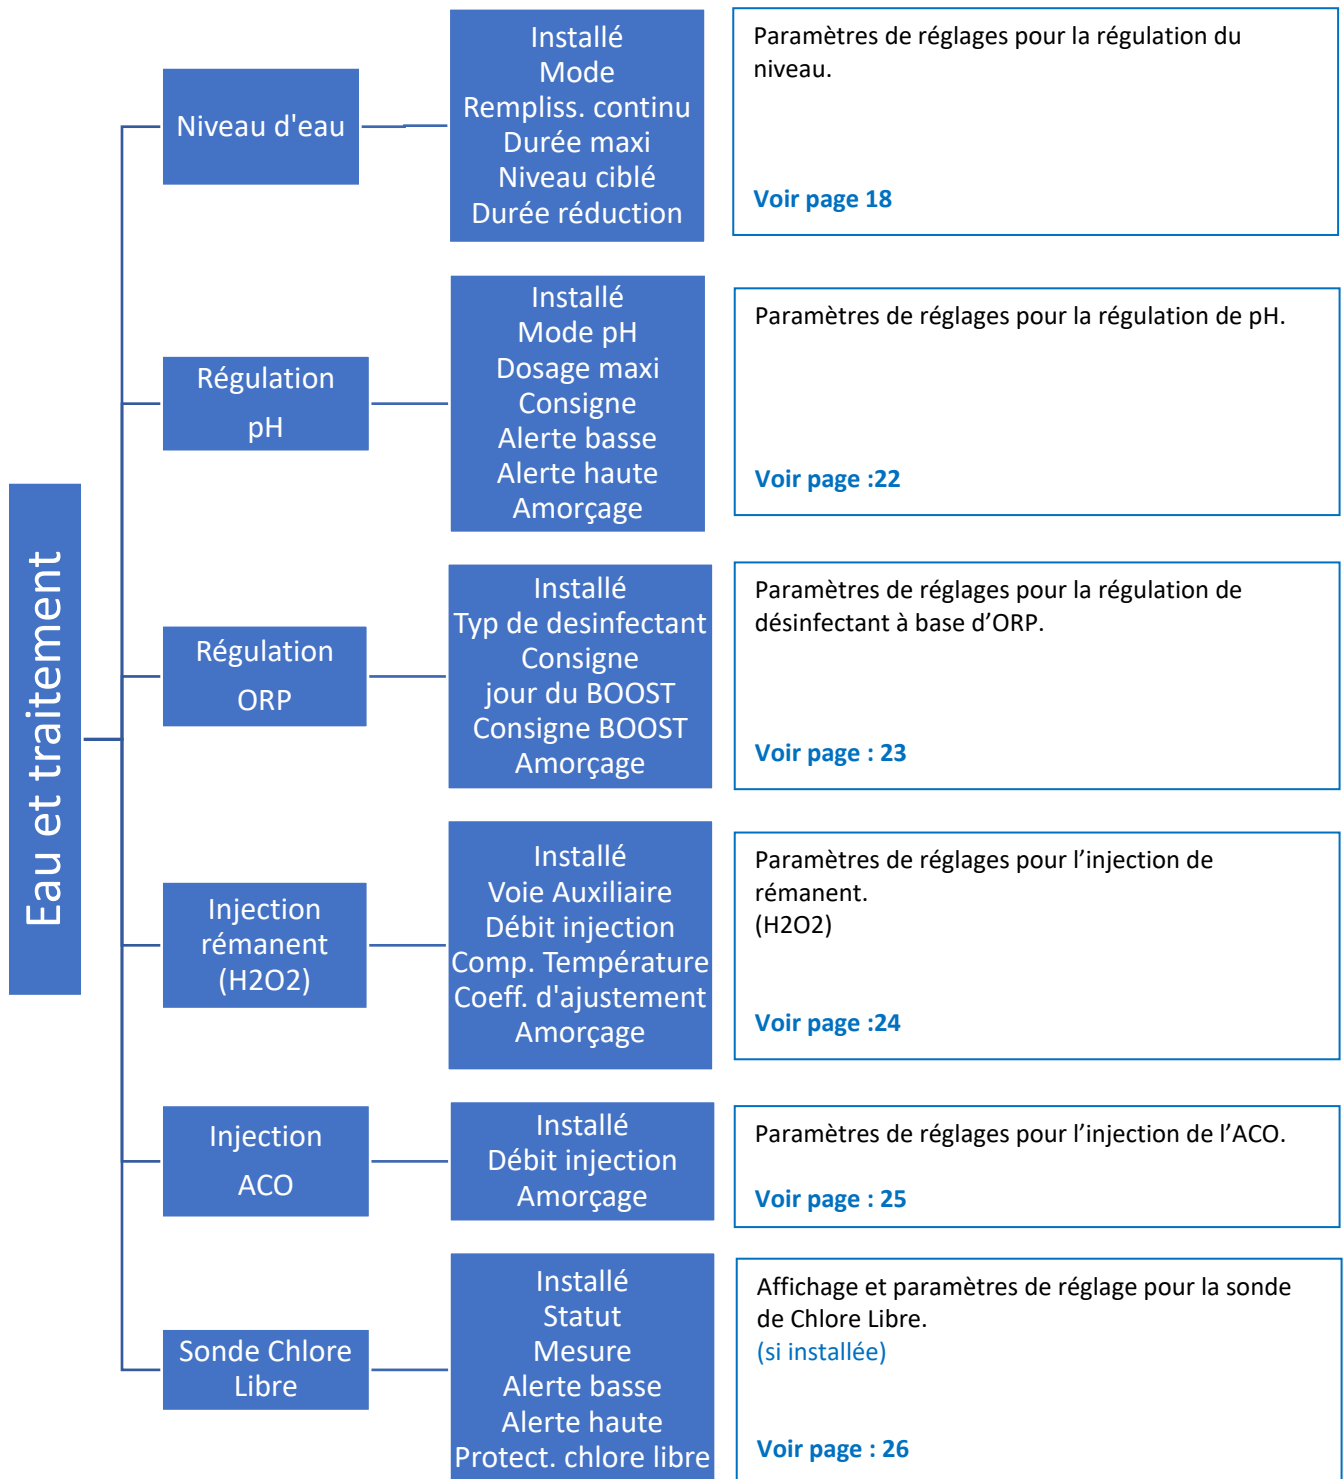 Eau et traitement
Niveau d'eau
Installé
Mode
Rempliss. continu
Durée maxi
Niveau ciblé
Durée réduction
Paramètres de réglages pour la régulation du
niveau.
Voir page 18
Régulation
pH
Installé
Mode pH
Dosage maxi
Consigne
Alerte basse
Alerte haute
Amorçage
Paramètres de réglages pour la régulation de pH.
Voir page :22
Régulation
ORP
Installé
Typ de desinfectant
Consigne
jour du BOOST
Consigne BOOST
Amorçage
Paramètres de réglages pour la régulation de
désinfectant à base d’ORP.
Voir page : 23
Injection
rémanent
(H2O2)
Installé
Voie Auxiliaire
Débit injection
Comp. Température
Coeff. d'ajustement
Amorçage
Paramètres de réglages pour l’injection de
rémanent.
(H2O2)
Voir page :24
Injection
ACO
Installé
Débit injection
Amorçage
Paramètres de réglages pour l’injection de l’ACO.
Voir page : 25
Sonde Chlore
Libre
Installé
Statut
Mesure
Alerte basse
Alerte haute
Protect. chlore libre
Affichage et paramètres de réglage pour la sonde
de Chlore Libre.
(si installée)
Voir page : 26